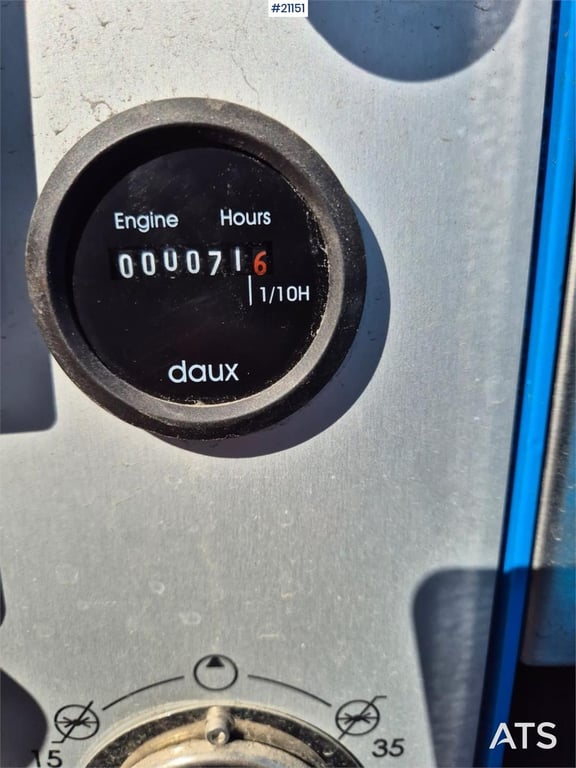 #21151
Engine Hours
0000716
1/10H
daux
15 35
ATS